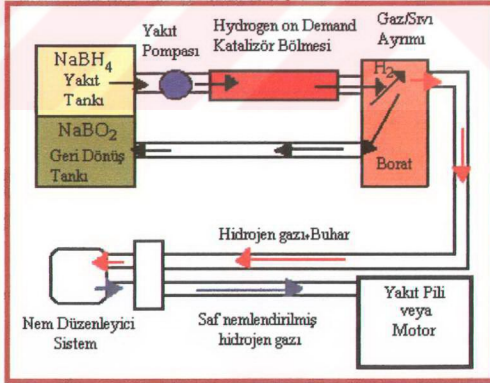 NaBH4
Yakıt
Tankı
Yakıt
Pompası
Hydrogen on Demand
Katalizör Bölmesi
Gaz/Sıvı
Ayrımı
H2
NaBO2
Geri Dönüş
Tankı
Borat
Hidrojen gazı+Buhar
Nem Düzenleyici
Sistem
Saf nemlendirilmiş
hidrojen gazı
Yakıt Pili
veya
Motor